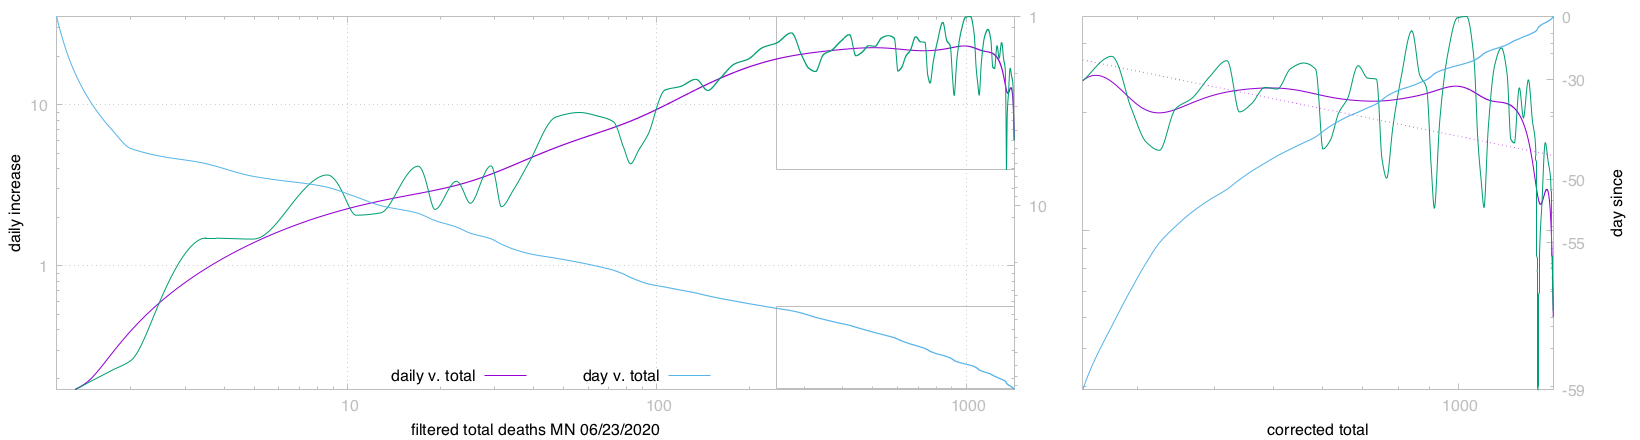 daily increase
10
1
daily v. total
day v. total
10
100
1000
filtered total deaths MN 06/23/2020
1
10
1000
corrected total
0
-30
-50
-55
-59
day since